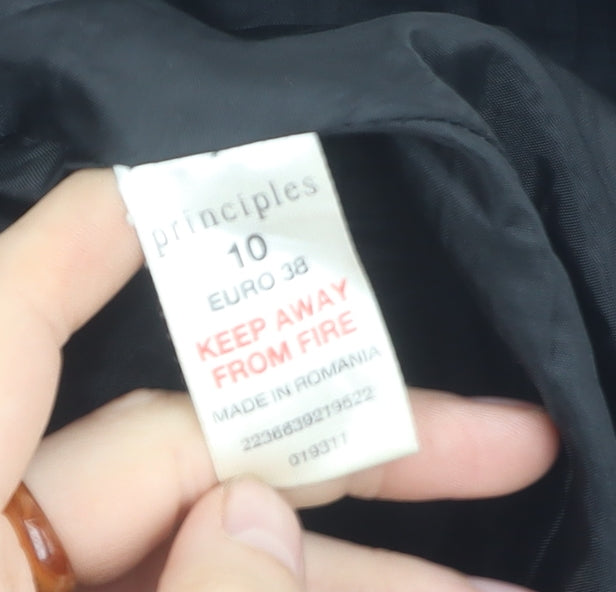 principles
10
EURO 38
KEEP AWAY
FROM FIRE
MADE IN ROMANIA
2236639219522
019311